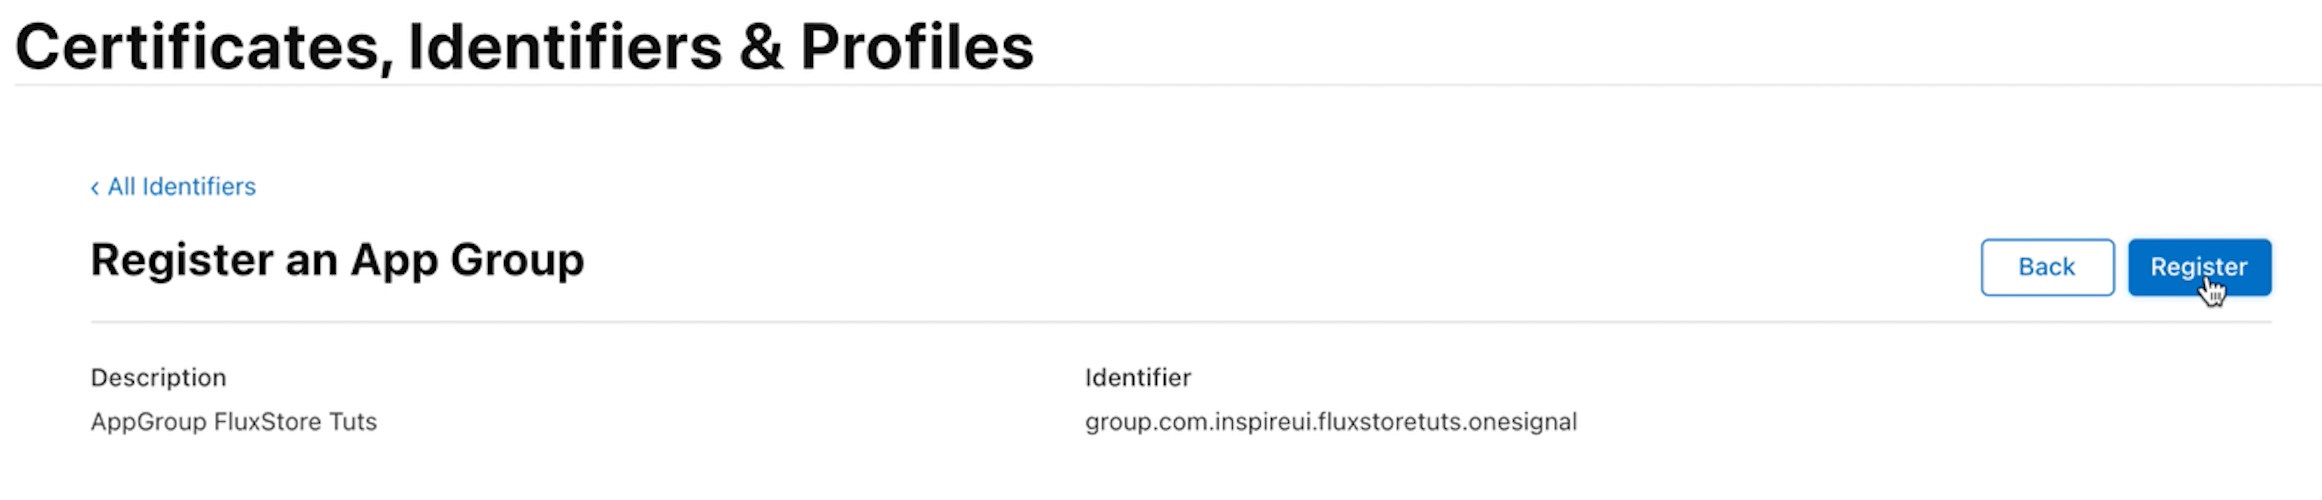 Certificates, Identifiers & Profiles
‹ All Identifiers
Register an App Group
Back
Register
Description
Identifier
AppGroup FluxStore Tuts
group.com.inspireui.fluxstoretuts.onesignal